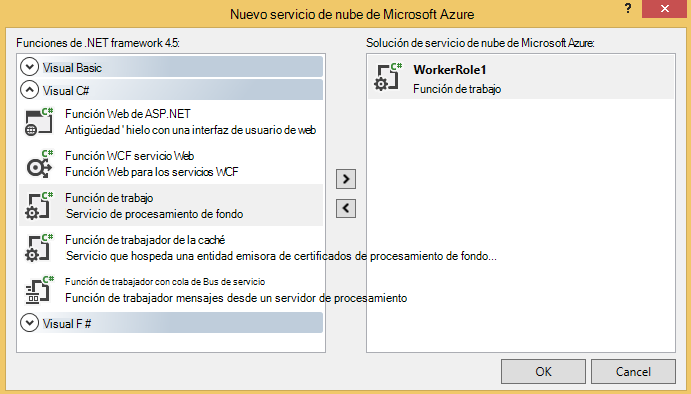 Nuevo servicio de nube de Microsoft Azure
?
Funciones de .NET framework 4.5:
Solución de servicio de nube de Microsoft Azure:
Visual Basic
Visual C#
C#
Función Web de ASP.NET
Antigüedad ' hielo con una interfaz de usuario de web
C#
Función WCF servicio Web
Función Web para los servicios WCF
C#
Función de trabajo
Servicio de procesamiento de fondo
C#
Función de trabajador de la caché
Servicio que hospeda una entidad emisora de certificados de procesamiento de fondo...
C#
Función de trabajador con cola de Bus de servicio
Función de trabajador mensajes desde un servidor de procesamiento
Visual F #
C#
WorkerRole1
Función de trabajo
OK
Cancel